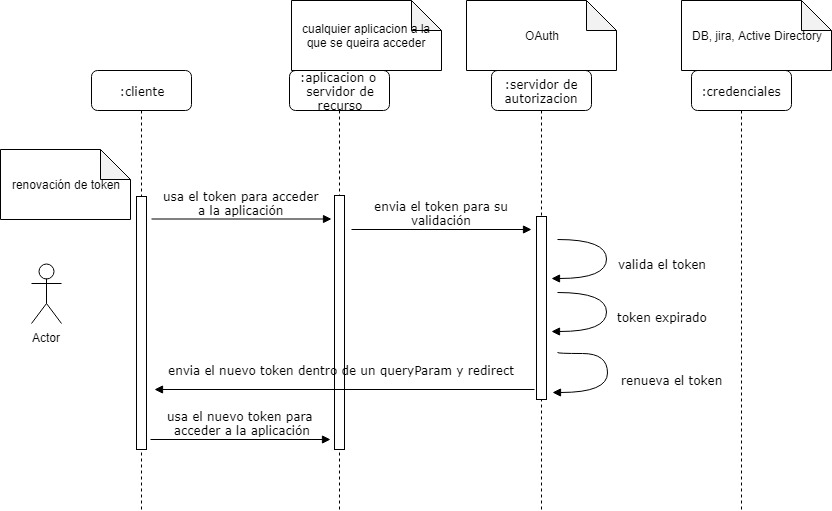 cualquier aplicacion a la
que se queira acceder
OAuth
DB, jira, Active Directory
:cliente
:aplicacion o
servidor de
recurso
:servidor de
autorizacion
:credenciales
renovación de token
usa el token para acceder
a la aplicación
envia el token para su
validación
valida el token
Actor
token expirado
envia el nuevo token dentro de un queryParam y redirect
renueva el token
usa el nuevo token para
acceder a la aplicación